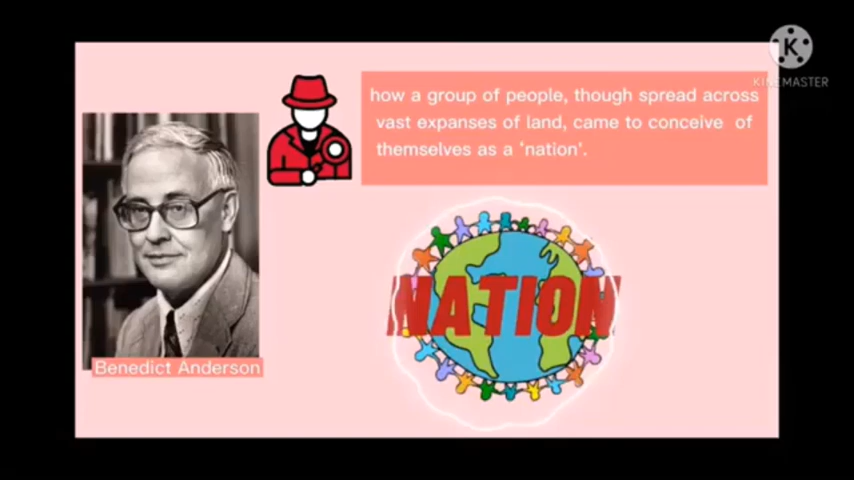 KINEMASTER
how a group of people, though spread across
vast expanses of land, came to conceive of
themselves as a ‘nation’.
NATION
Benedict Anderson